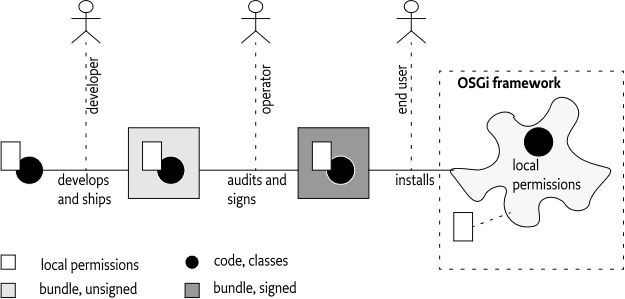 developer
operator
end user
OSGi framework
develops
and ships
audits and
signs
installs
local
permissions
local permissions
code, classes
bundle, unsigned
bundle, signed